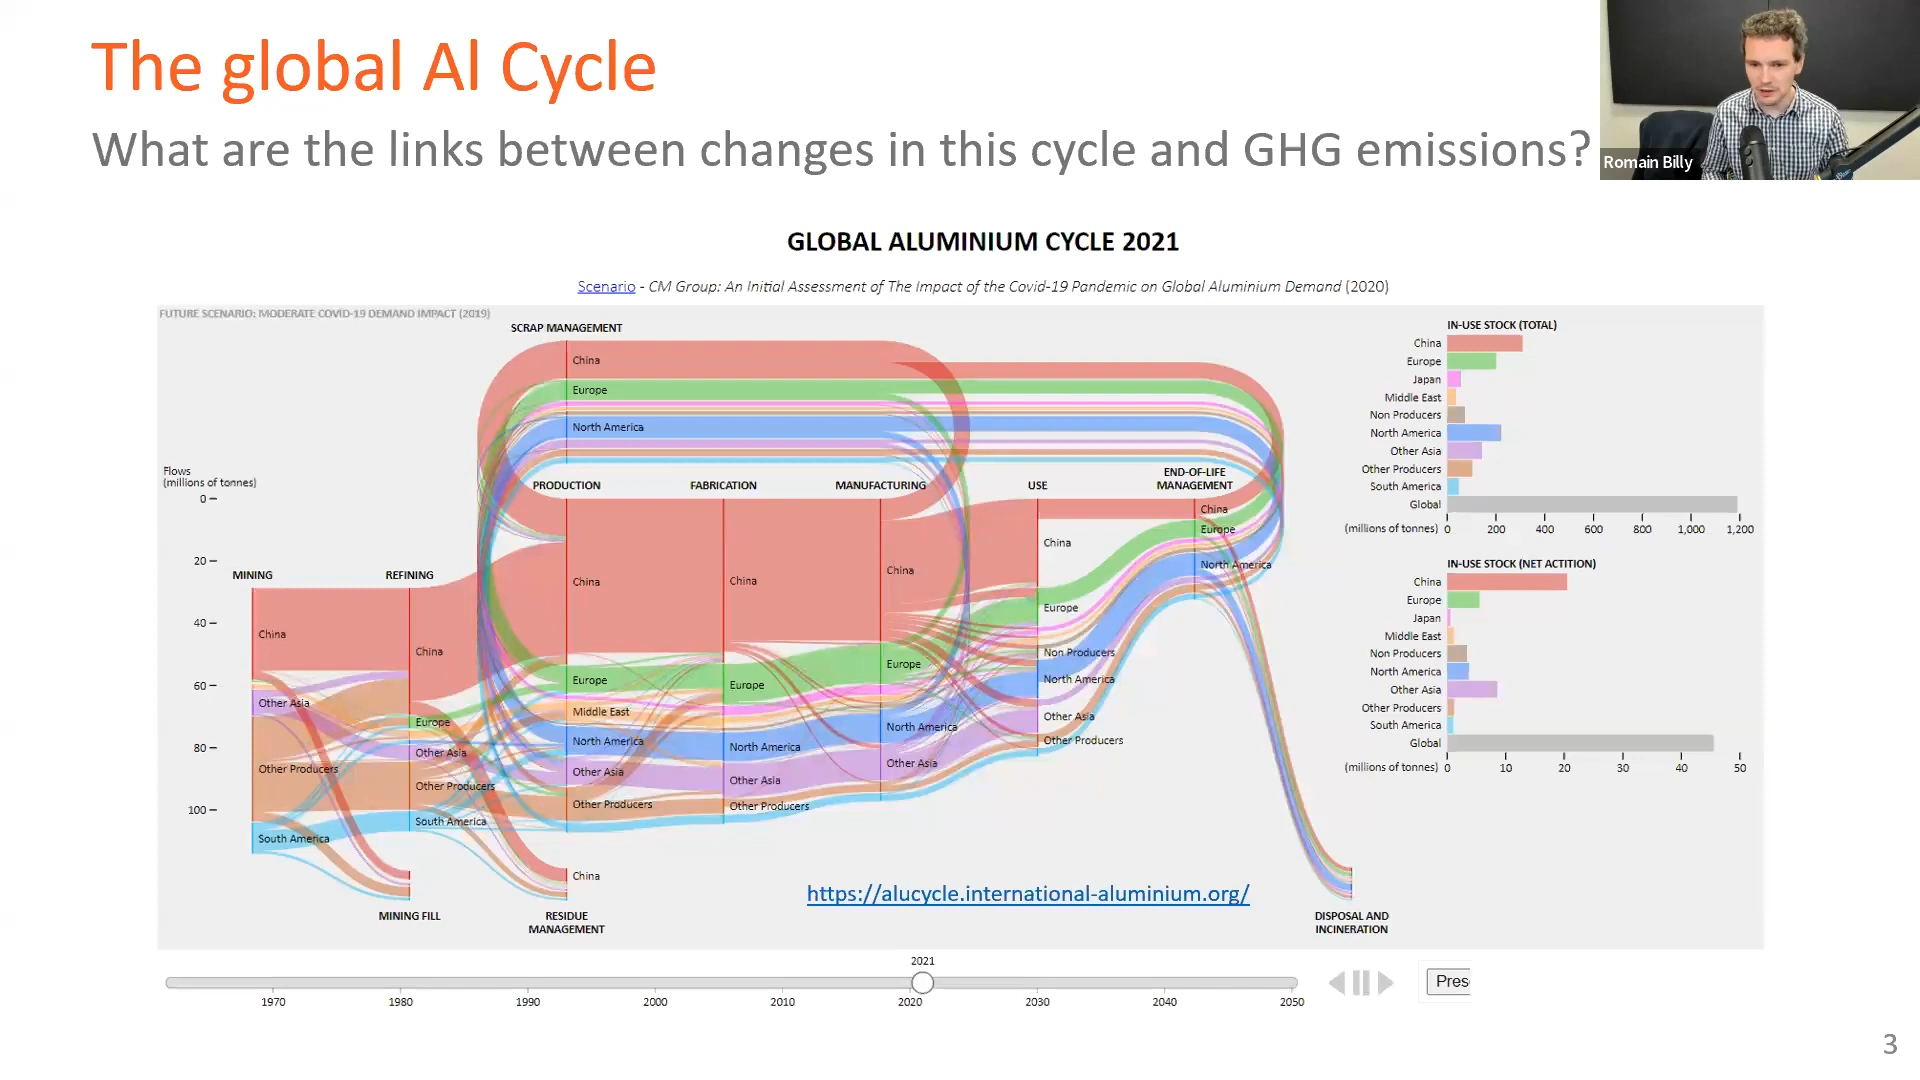 The global Al Cycle
What are the links between changes in this cycle and GHG emissions?
Romain Billy
GLOBAL ALUMINIUM CYCLE 2021
Scenario - CM Group: An Initial Assessment of The Impact of the Covid-19 Pandemic on Global Aluminium Demand (2020)
FUTURE SCENARIO: MODERATE COVID-19 DEMAND IMPACT (2019)
SCRAP MANAGEMENT
China
Europe
North America
Flows
(millions of tonnes)
0
20
40
60
80
100
MINING
China
Other Asia
Other Producers
South America
REFINING
China
Europe
Other Asia
Other Producers
South America
PRODUCTION
China
Europe
Middle East
North America
Other Asia
Other Producers
FABRICATION
China
Europe
North America
Other Asia
Other Producers
MANUFACTURING
China
Europe
North America
Other Asia
USE
China
Europe
Non Producers
North America
Other Asia
Other Producers
END-OF-LIFE
MANAGEMENT
China
Europe
North America
MINING FILL
China
RESIDUE
MANAGEMENT
DISPOSAL AND
INCINERATION
https://alucycle.international-aluminium.org/
IN-USE STOCK (TOTAL)
China
Europe
Japan
Middle East
Non Producers
North America
Other Asia
Other Producers
South America
Global
(millions of tonnes) 0 200 400 600 800 1,000 1,200
IN-USE STOCK (NET ACTITION)
China
Europe
Japan
Middle East
Non Producers
North America
Other Asia
Other Producers
South America
Global
(millions of tonnes) 0 10 20 30 40 50
2021
1970 1980 1990 2000 2010 2020 2030 2040 2050
Pres
3